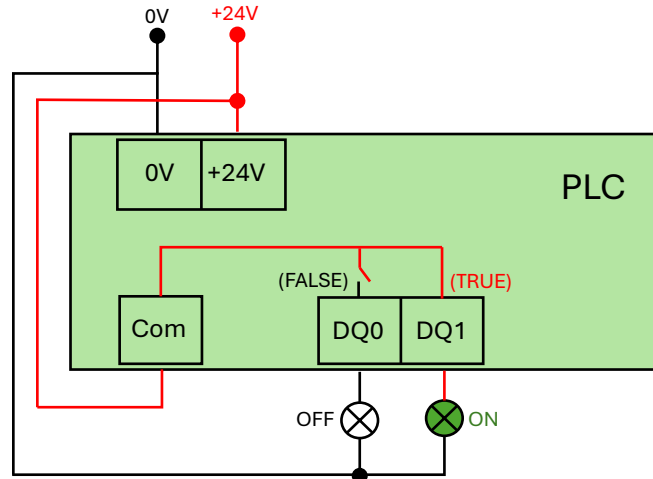 0V
+24V
0V
+24V
PLC
(FALSE)
(TRUE)
Com
DQ0
DQ1
OFF
ON